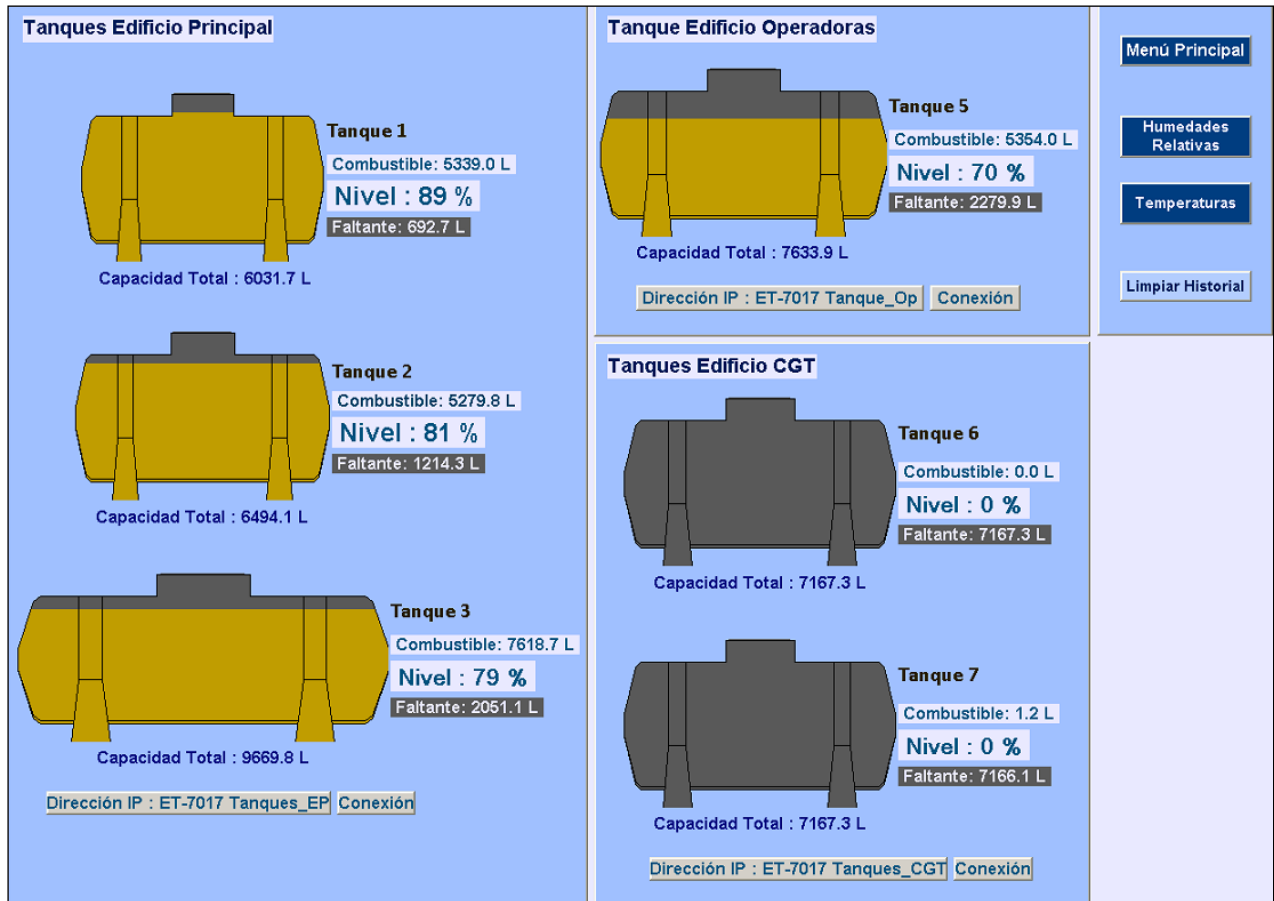 Tanques Edificio Principal
Tanque 1
Combustible: 5339.0 L
Nivel : 89 %
Faltante: 692.7 L
Capacidad Total : 6031.7 L
Tanque 2
Combustible: 5279.8 L
Nivel : 81 %
Faltante: 1214.3 L
Capacidad Total : 6494.1 L
Tanque 3
Combustible: 7618.7 L
Nivel : 79 %
Faltante: 2051.1 L
Capacidad Total : 9669.8 L
Dirección IP : ET-7017 Tanques_EP Conexión
Tanque Edificio Operadoras
Tanque 5
Combustible: 5354.0 L
Nivel : 70 %
Faltante: 2279.9 L
Capacidad Total : 7633.9 L
Dirección IP : ET-7017 Tanque_Op Conexión
Tanques Edificio CGT
Tanque 6
Combustible: 0.0 L
Nivel : 0 %
Faltante: 7167.3 L
Capacidad Total : 7167.3 L
Tanque 7
Combustible: 1.2 L
Nivel : 0 %
Faltante: 7166.1 L
Capacidad Total : 7167.3 L
Dirección IP : ET-7017 Tanques_CGT Conexión
Menú Principal
Humedades
Relativas
Temperaturas
Limpiar Historial